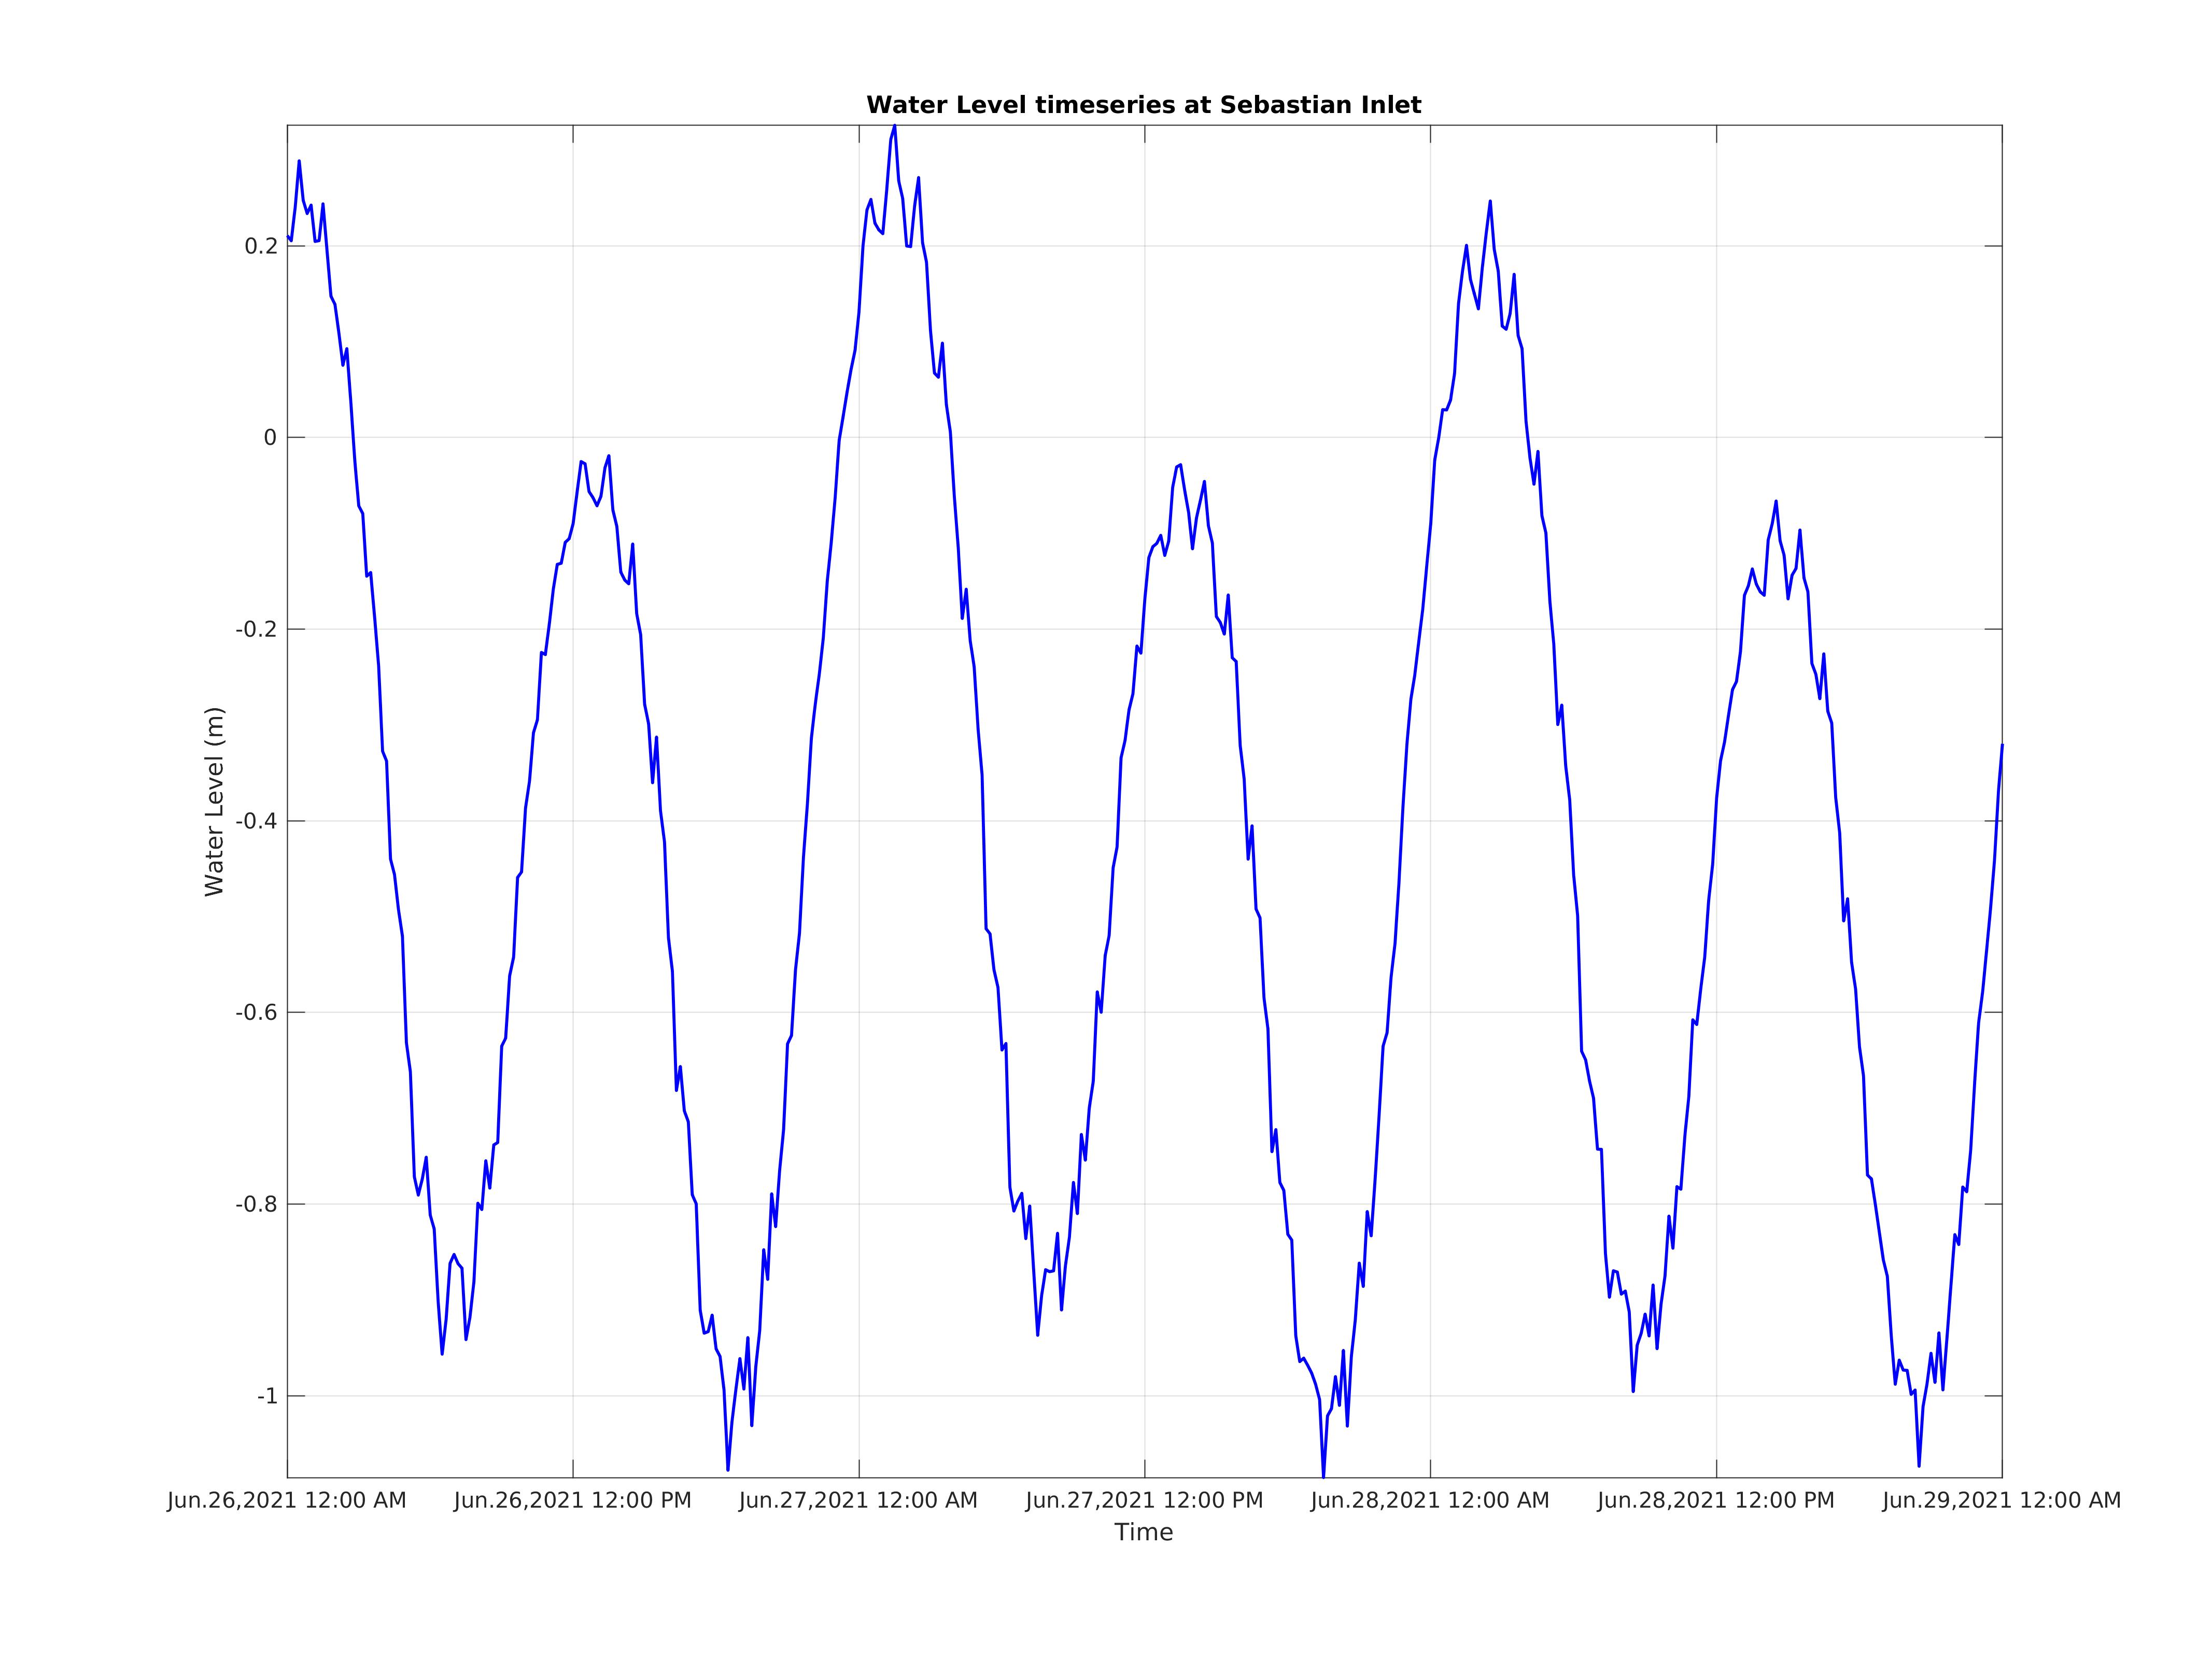 Water Level timeseries at Sebastian Inlet
0.2
0
-0.2
-0.4
-0.6
-0.8
-1
Water Level (m)
Jun.26,2021 12:00 AM
Jun.26,2021 12:00 PM
Jun.27,2021 12:00 AM
Jun.27,2021 12:00 PM
Jun.28,2021 12:00 AM
Jun.28,2021 12:00 PM
Jun.29,2021 12:00 AM
Time